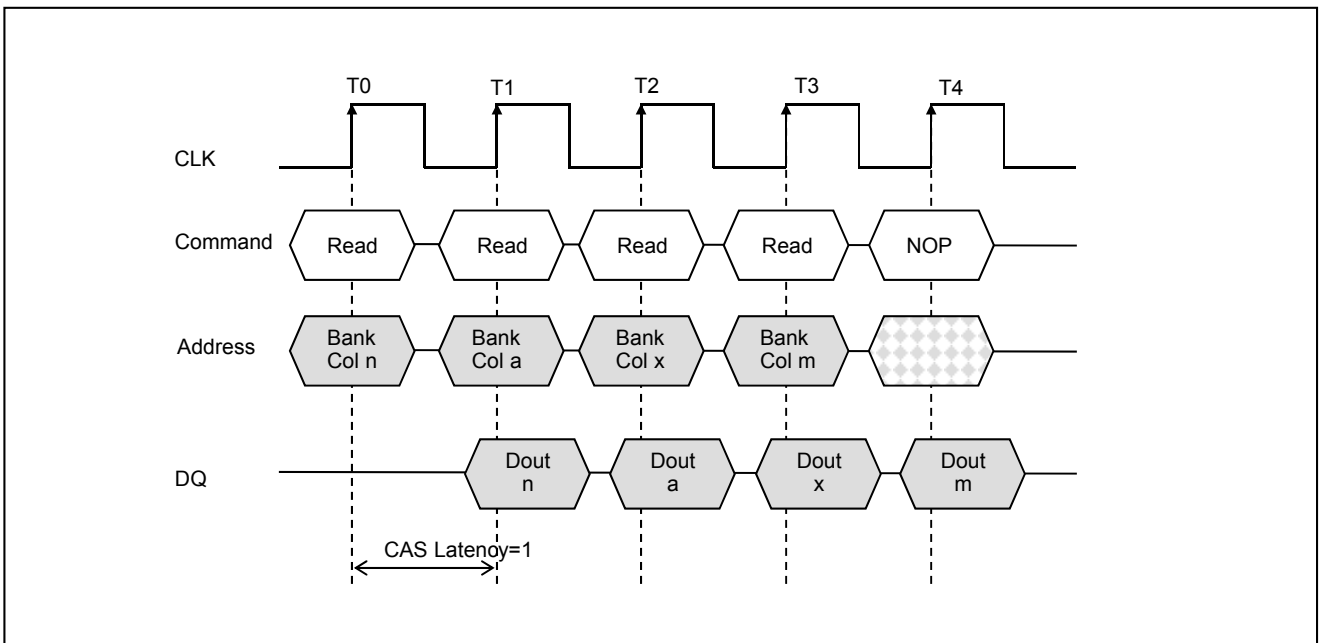 T0 T1 T2 T3 T4
CLK
Command Read Read Read Read NOP
Address Bank Col n Bank Col a Bank Col x Bank Col m
DQ Dout n Dout a Dout x Dout m
CAS Latency=1